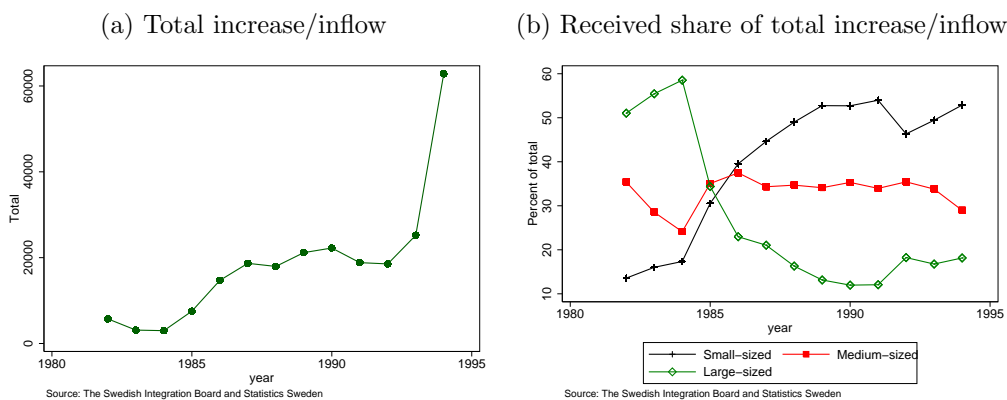 (a) Total increase/inflow
Total
60000
40000
20000
0
1980
1985
1990
1995
year
Source: The Swedish Integration Board and Statistics Sweden
(b) Received share of total increase/inflow
Percent of total
60
50
40
30
20
10
1980
1985
1990
1995
year
Small−sized
Medium−sized
Large−sized
Source: The Swedish Integration Board and Statistics Sweden